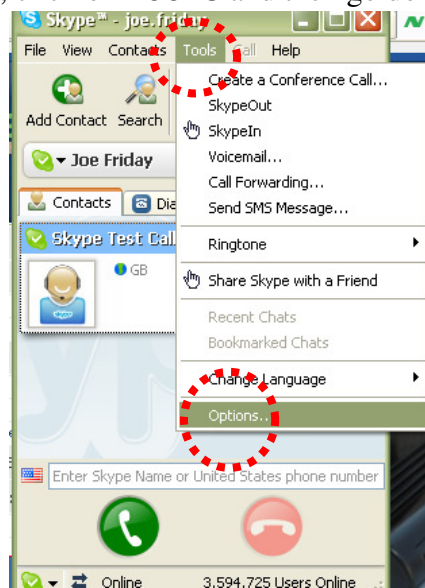 Skype™ - joe.friday
File View Contacts Tools Call Help
Create a Conference Call...
SkypeOut
SkypeIn
Voicemail...
Call Forwarding...
Send SMS Message...
Ringtone
Share Skype with a Friend
Recent Chats
Bookmarked Chats
Change Language
Options...
Add Contact Search
Joe Friday
Contacts Dia
Skype Test Call
GB
Enter Skype Name or United States phone number
Online 3,594,725 Users Online